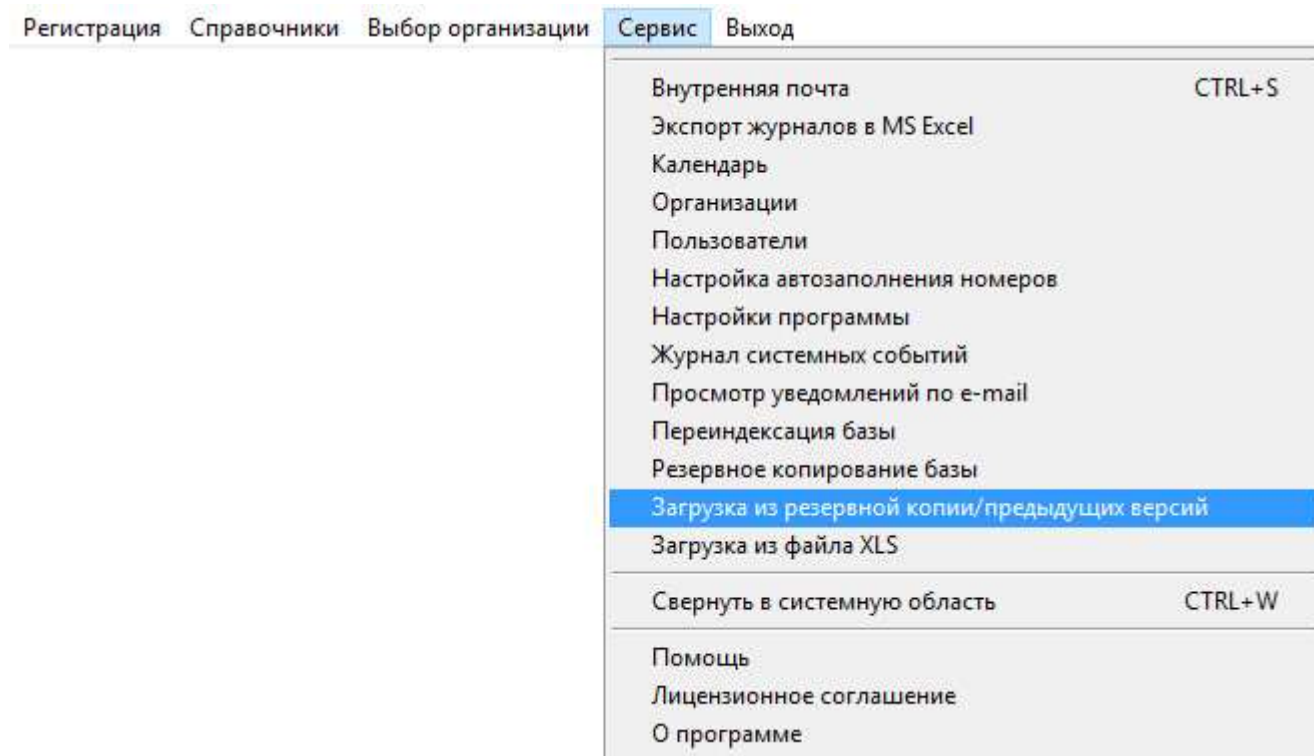 Регистрация Справочники Выбор организации Сервис Выход
Внутренняя почта CTRL+S
Экспорт журналов в MS Excel
Календарь
Организации
Пользователи
Настройка автозаполнения номеров
Настройки программы
Журнал системных событий
Просмотр уведомлений по e-mail
Переиндексация базы
Резервное копирование базы
Загрузка из резервной копии/предыдущих версий
Загрузка из файла XLS
Свернуть в системную область CTRL+W
Помощь
Лицензионное соглашение
О программе